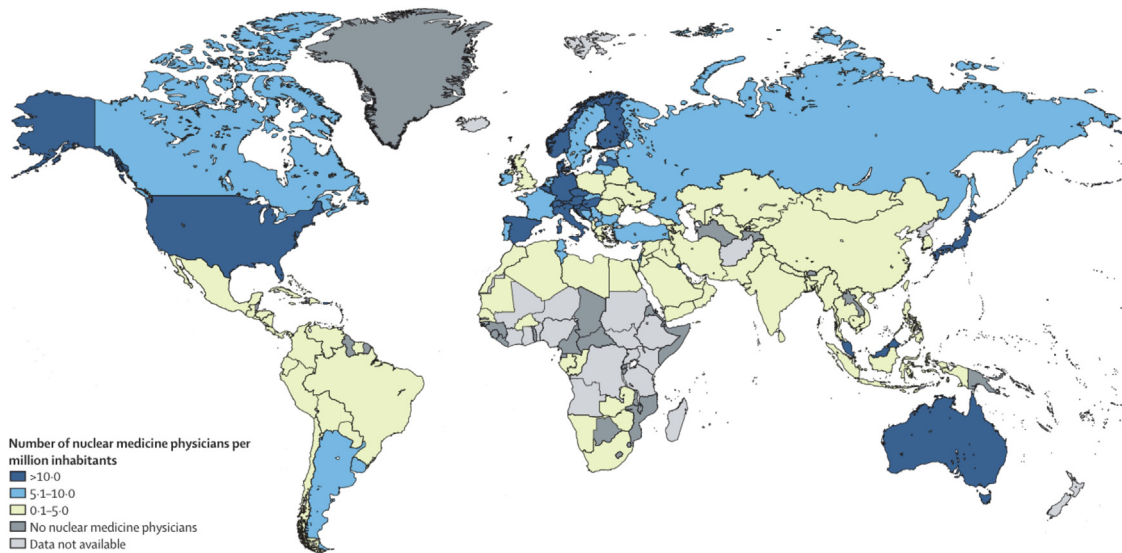 Number of nuclear medicine physicians per
million inhabitants
>10·0
5·1–10·0
0·1–5·0
No nuclear medicine physicians
Data not available